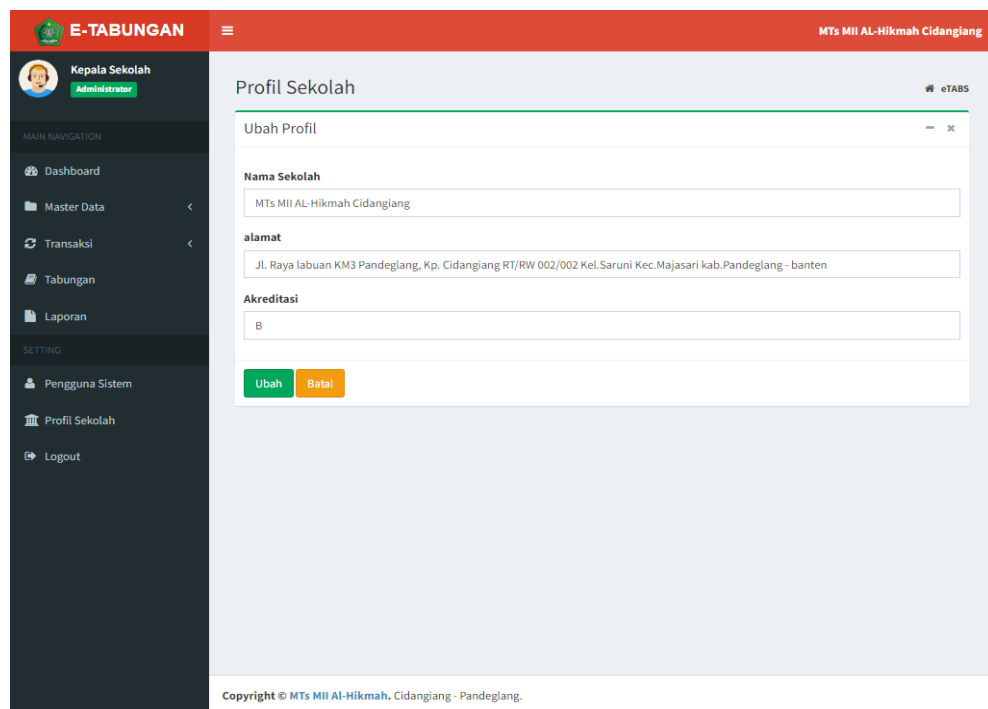 E-TABUNGAN
MTs MII AL-Hikmah Cidangiang
Kepala Sekolah
Administrator
MAIN NAVIGATION
Dashboard
Master Data
Transaksi
Tabungan
Laporan
SETTING
Pengguna Sistem
Profil Sekolah
Logout
Profil Sekolah
eTABS
Ubah Profil
Nama Sekolah
MTs MII AL-Hikmah Cidangiang
alamat
Jl. Raya labuan KM3 Pandeglang, Kp. Cidangiang RT/RW 002/002 Kel.Saruni Kec.Majasari kab.Pandeglang - banten
Akreditasi
B
Ubah Batal
Copyright © MTs MII Al-Hikmah. Cidangiang - Pandeglang.